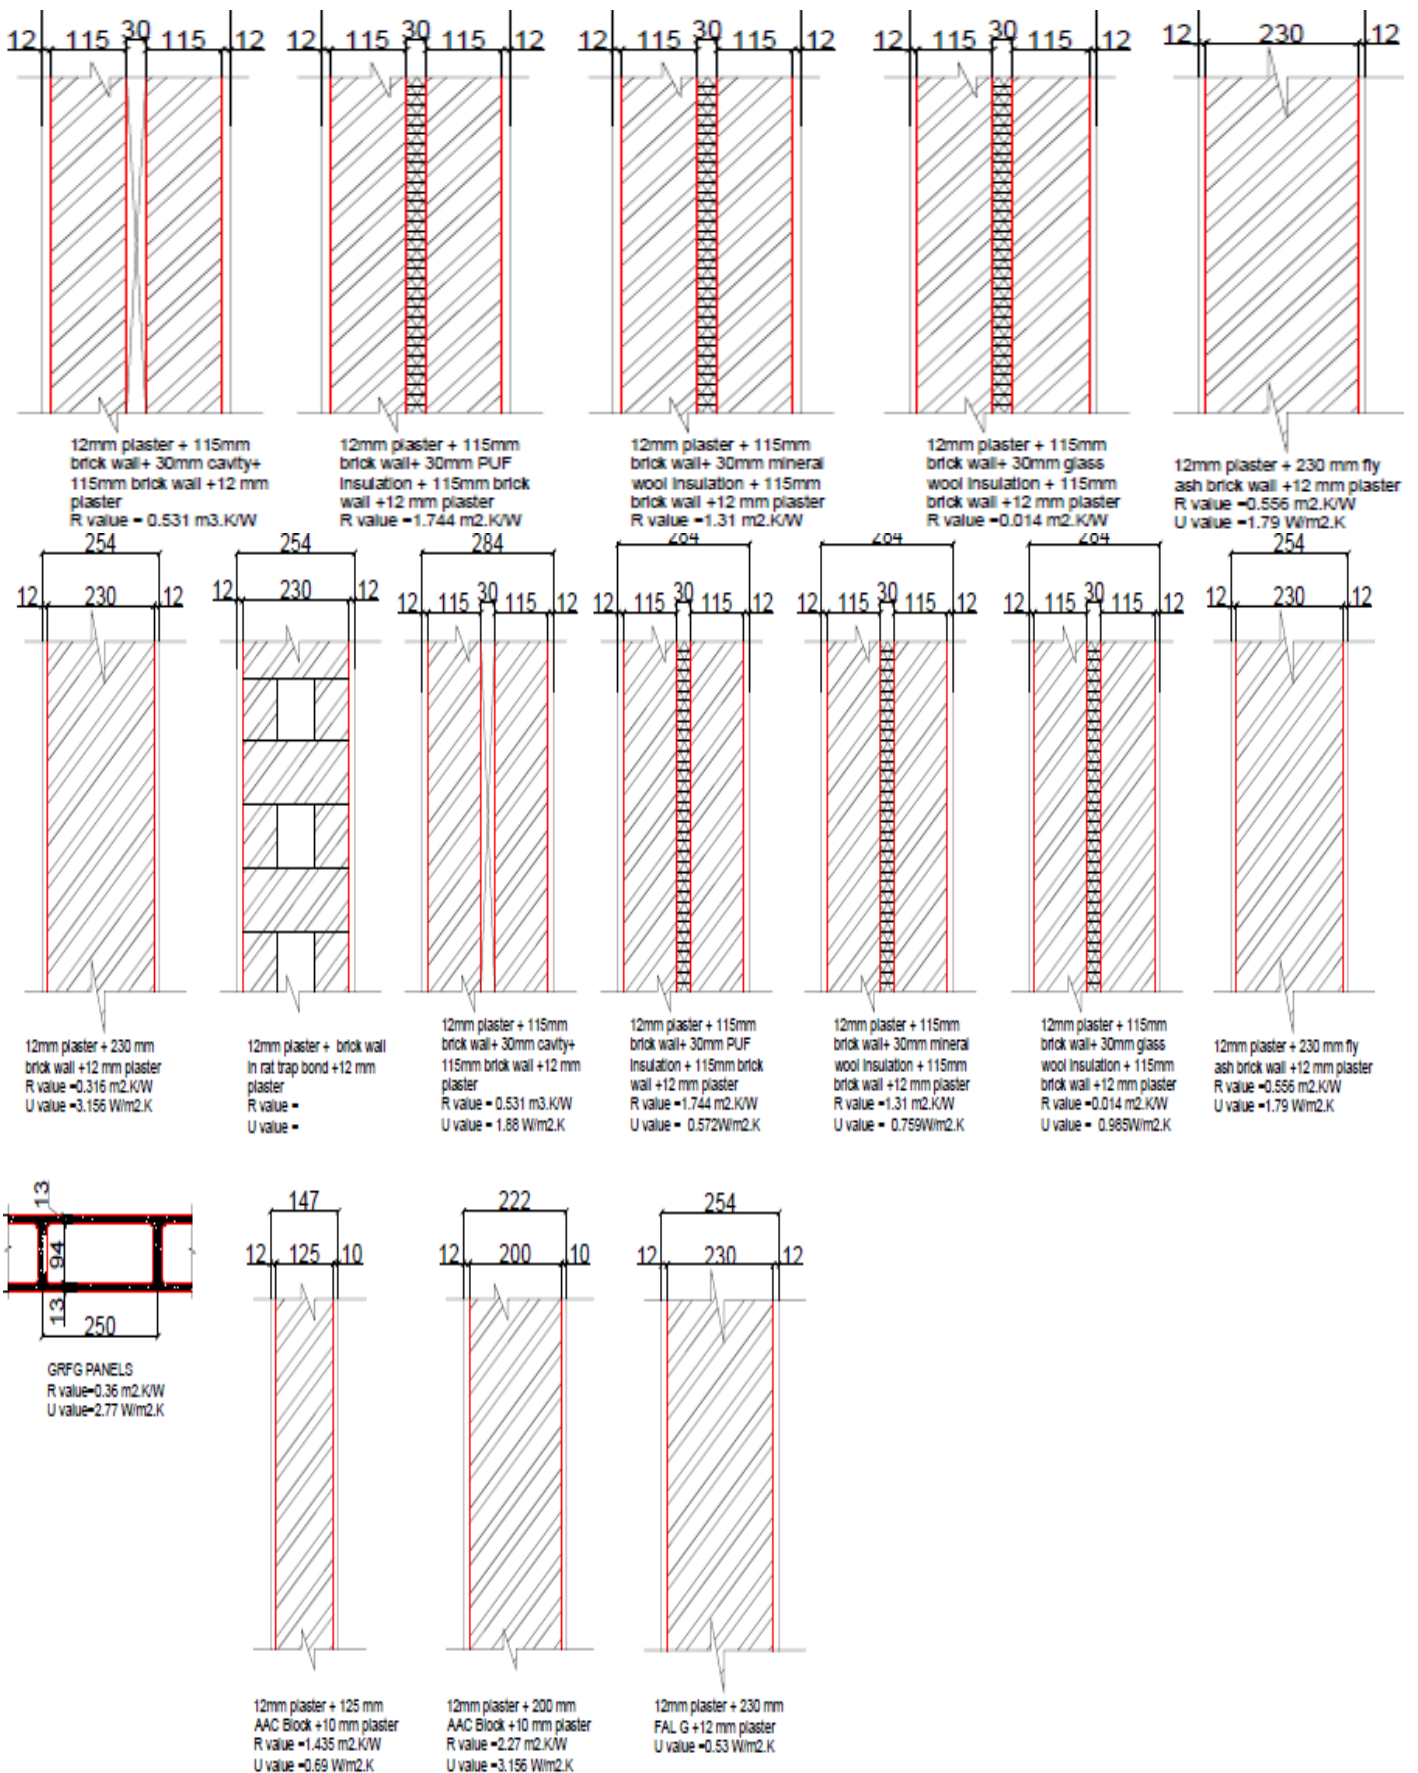 12 115 30 115 12
12 115 30 115 12
12 115 30 115 12
12 115 30 115 12
12 230 12
12mm plaster + 115mm
brick wall+ 30mm cavity+
115mm brick wall +12 mm
plaster
R value = 0.531 m3.K/W
12mm plaster + 115mm
brick wall+ 30mm PUF
insulation + 115mm brick
wall +12 mm plaster
R value =1.744 m2.K/W
12mm plaster + 115mm
brick wall+ 30mm mineral
wool insulation + 115mm
brick wall +12 mm plaster
R value =1.31 m2.K/W
12mm plaster + 115mm
brick wall+ 30mm glass
wool insulation + 115mm
brick wall +12 mm plaster
R value =0.014 m2.K/W
12mm plaster + 230 mm fly
ash brick wall +12 mm plaster
R value =0.556 m2.K/W
U value =1.79 W/m2.K
254
12 230 12
254
12 230 12
284
12 115 30 115 12
284
12 115 30 115 12
284
12 115 30 115 12
284
12 115 30 115 12
254
12 230 12
12mm plaster + 230 mm
brick wall +12 mm plaster
R value =0.316 m2.K/W
U value =3.156 W/m2.K
12mm plaster + brick wall
in rat trap bond +12 mm
plaster
R value =
U value =
12mm plaster + 115mm
brick wall+ 30mm cavity+
115mm brick wall +12 mm
plaster
R value = 0.531 m3.K/W
U value = 1.88 W/m2.K
12mm plaster + 115mm
brick wall+ 30mm PUF
insulation + 115mm brick
wall +12 mm plaster
R value =1.744 m2.K/W
U value = 0.572W/m2.K
12mm plaster + 115mm
brick wall+ 30mm mineral
wool insulation + 115mm
brick wall +12 mm plaster
R value =1.31 m2.K/W
U value = 0.759W/m2.K
12mm plaster + 115mm
brick wall+ 30mm glass
wool insulation + 115mm
brick wall +12 mm plaster
R value =0.014 m2.K/W
U value = 0.985W/m2.K
12mm plaster + 230 mm fly
ash brick wall +12 mm plaster
R value =0.556 m2.K/W
U value =1.79 W/m2.K
13
94
13
250
GRFG PANELS
R value=0.36 m2.K/W
U value=2.77 W/m2.K
147
12 125 10
222
12 200 10
254
12 230 12
12mm plaster + 125 mm
AAC Block +10 mm plaster
R value =1.435 m2.K/W
U value =0.69 W/m2.K
12mm plaster + 200 mm
AAC Block +10 mm plaster
R value =2.27 m2.K/W
U value =3.156 W/m2.K
12mm plaster + 230 mm
FAL G +12 mm plaster
U value =0.53 W/m2.K